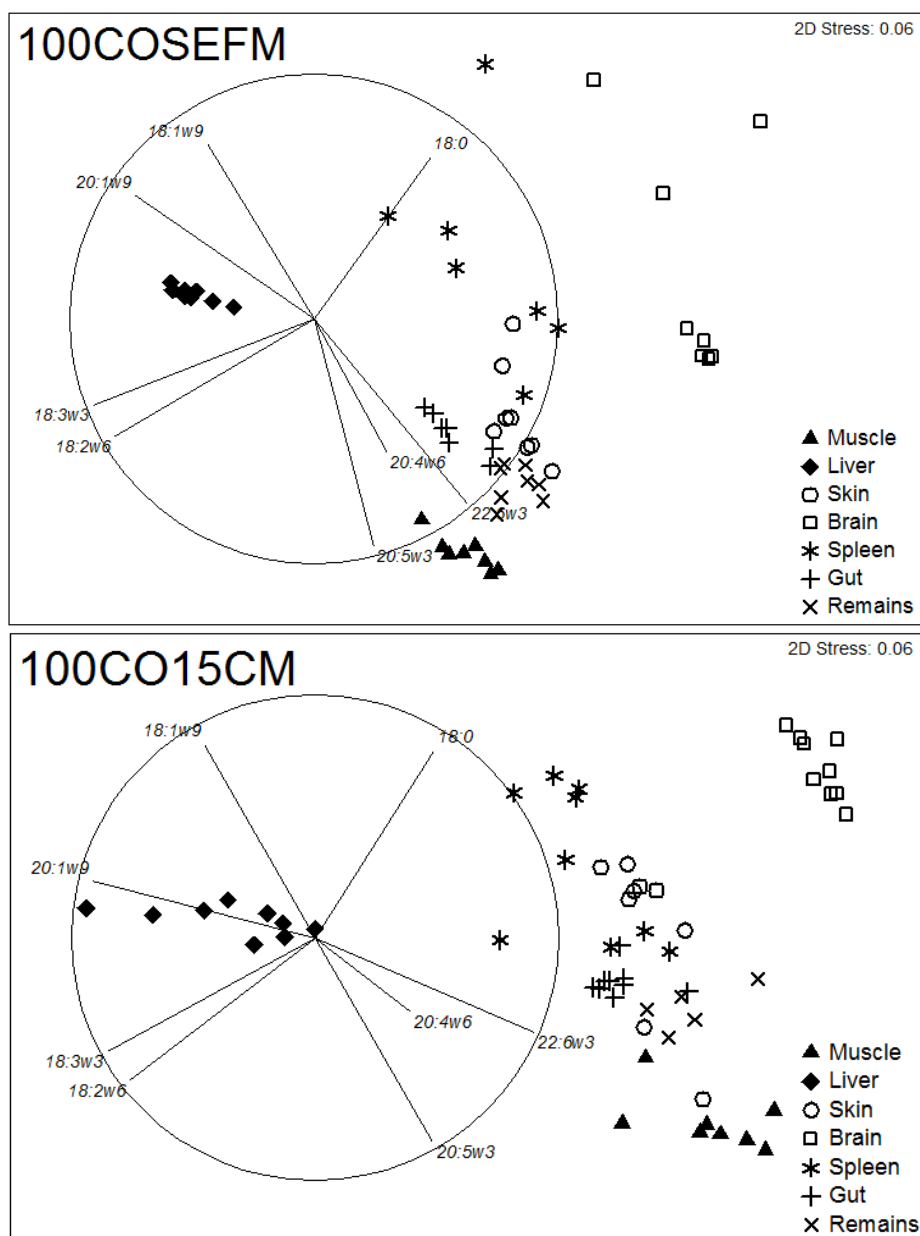 100COSEFM
2D Stress: 0.06
18:1w9
18:0
20:1w9
18:3w3
18:2w6
20:4w6
22:6w3
20:5w3
Muscle
Liver
Skin
Brain
Spleen
Gut
Remains
100CO15CM
2D Stress: 0.06
18:1w9
18:0
20:1w9
20:4w6
22:6w3
18:3w3
18:2w6
20:5w3
Muscle
Liver
Skin
Brain
Spleen
Gut
Remains